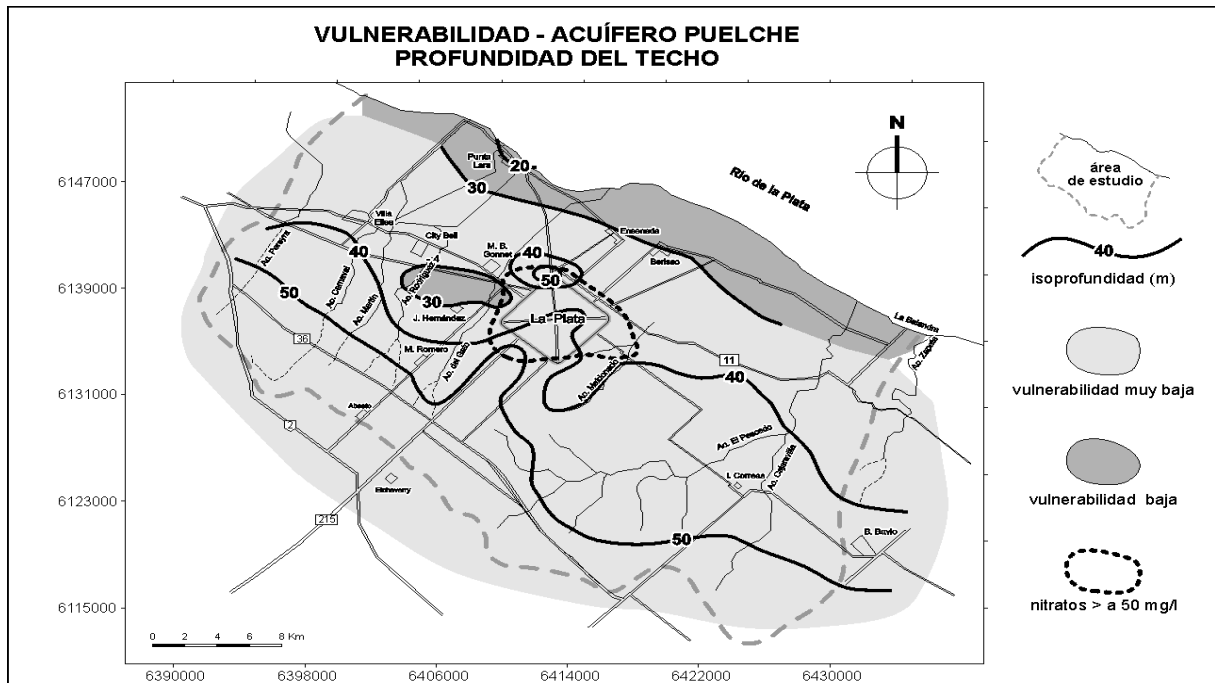 VULNERABILIDAD - ACUÍFERO PUELCHE
PROFUNDIDAD DEL TECHO
6147000
6139000
6131000
6123000
6115000
6390000
6398000
6406000
6414000
6422000
6430000
0 2 4 6 8 Km
N
Río de la Plata
Punta
Lara
20
30
Villa
Elisa
City Bell
M. B.
Gonnet
Ensenada
Berisso
40
50
40
50
30
Ao. Pereyra
Ao. Carnaval
Ao. Martín
Ao. Rodríguez
J. Hernández
La Plata
M. Romero
Ao. del Gato
Ao. Maldonado
La Balandra
Ao. Zapata
36
11
40
Abasto
2
Etcheverry
215
Ao. El Pescado
I. Correas
B. Bavio
50
área
de estudio
40
isoprofundidad (m)
vulnerabilidad muy baja
vulnerabilidad baja
nitratos > a 50 mg/l